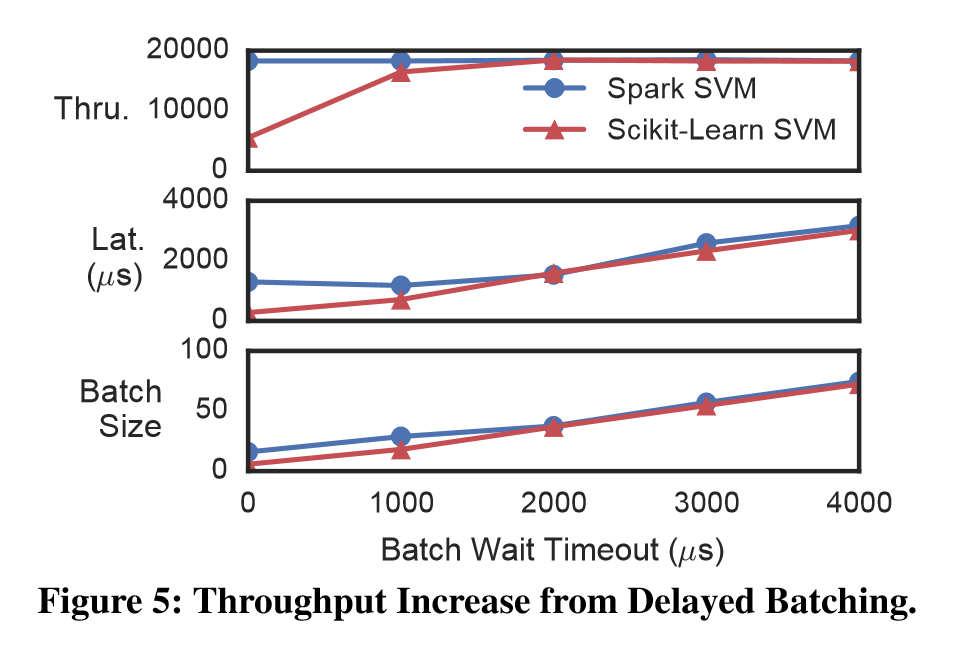 20000
Thru. 10000
0
Spark SVM
Scikit-Learn SVM
4000
Lat. 2000
(μs)
0
100
Batch 50
Size
0
0 1000 2000 3000 4000
Batch Wait Timeout (μs)
Figure 5: Throughput Increase from Delayed Batching.